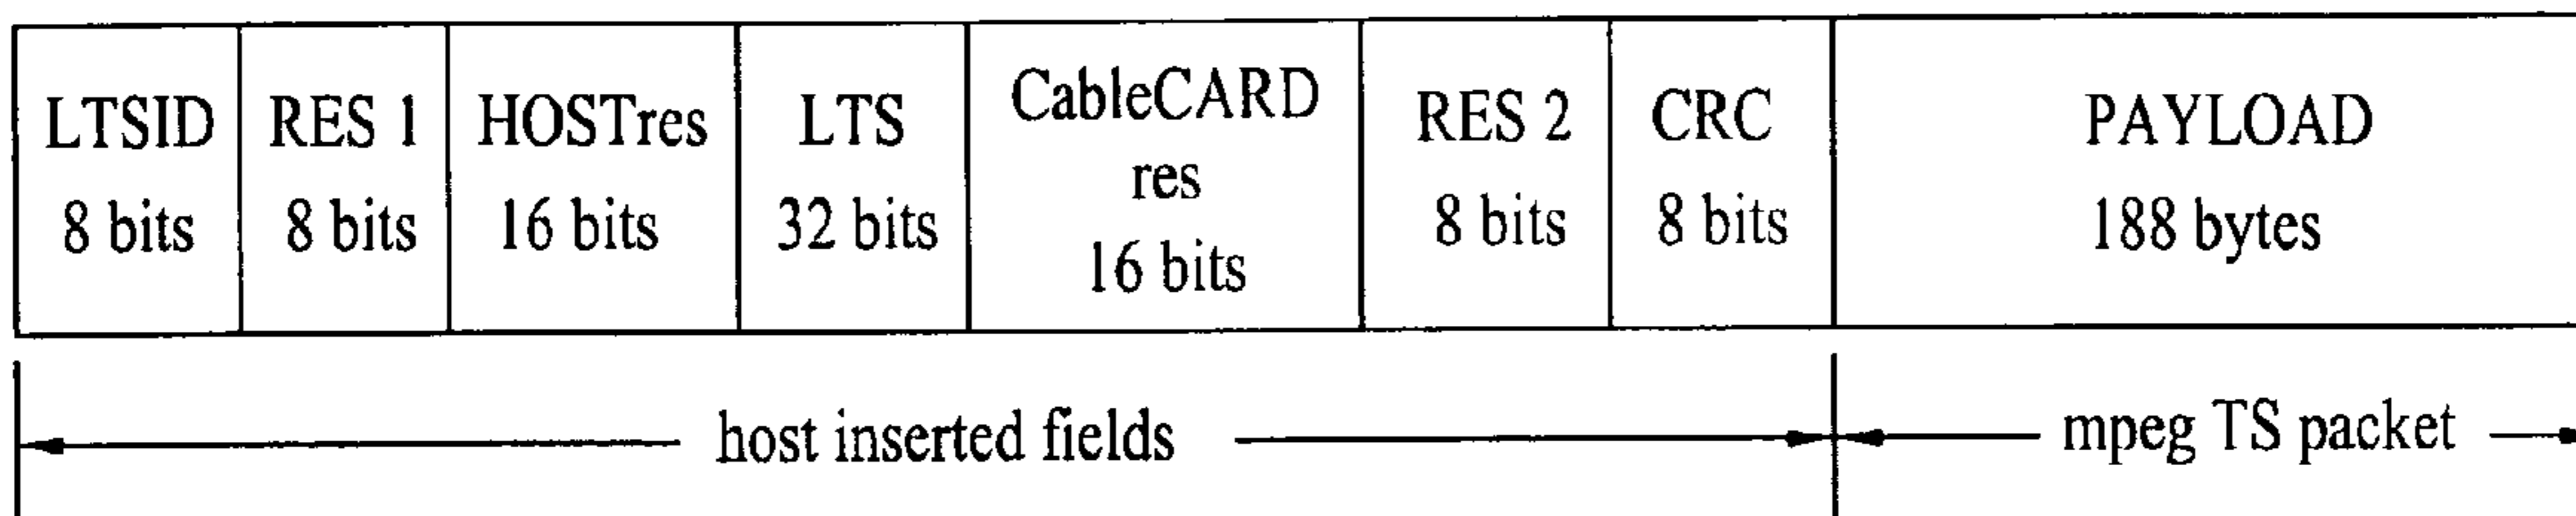 LTSID
8 bits
RES 1
8 bits
HOSTres
16 bits
LTS
32 bits
CableCARD
res
16 bits
RES 2
8 bits
CRC
8 bits
PAYLOAD
188 bytes
host inserted fields
mpeg TS packet